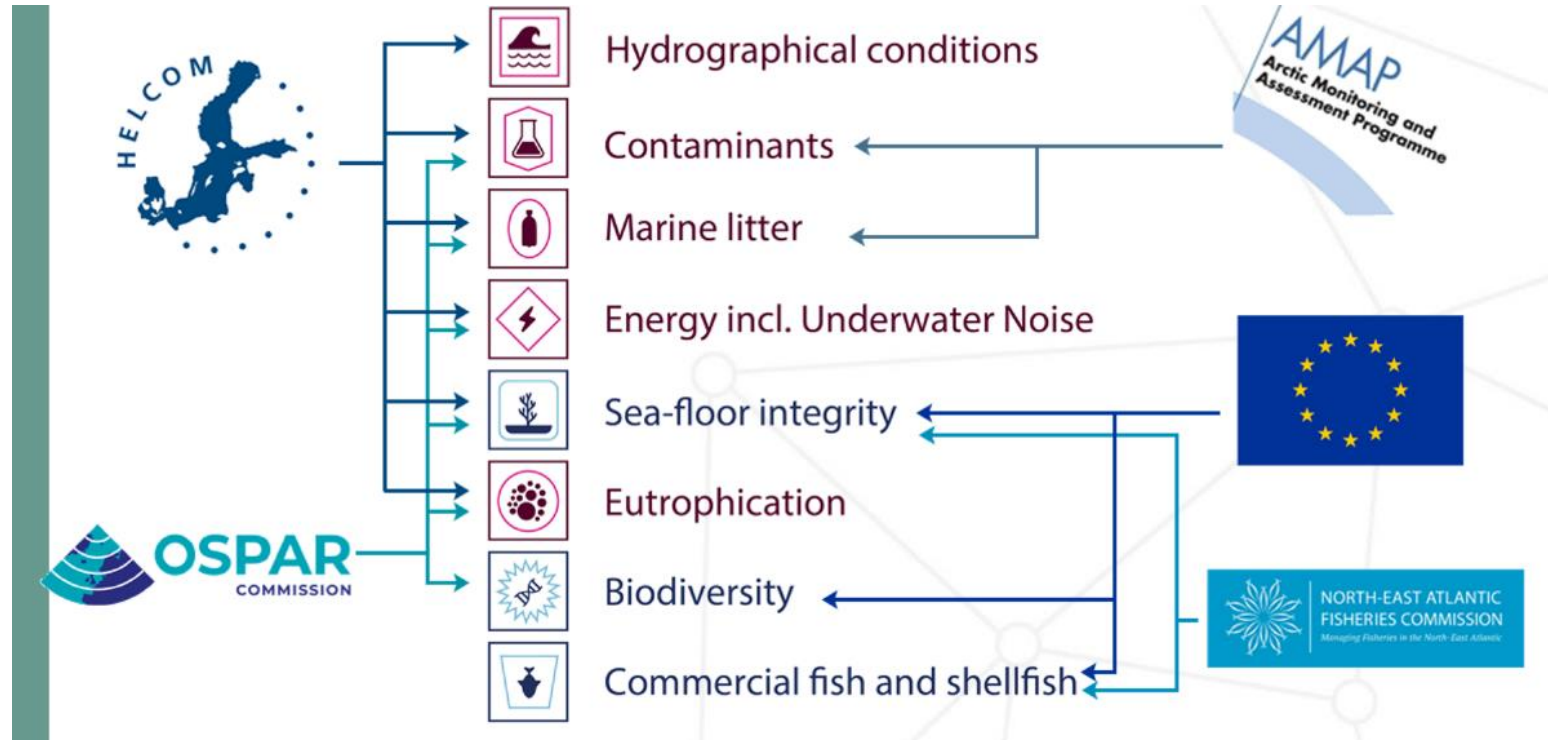 HELCOM
Hydrographical conditions
AMAP
Arctic Monitoring and
Assessment Programme
Contaminants
Marine litter
Energy incl. Underwater Noise
Sea-floor integrity
Eutrophication
OSPAR
COMMISSION
Biodiversity
NORTH-EAST ATLANTIC
FISHERIES COMMISSION
Managing Fisheries in the North-East Atlantic
Commercial fish and shellfish